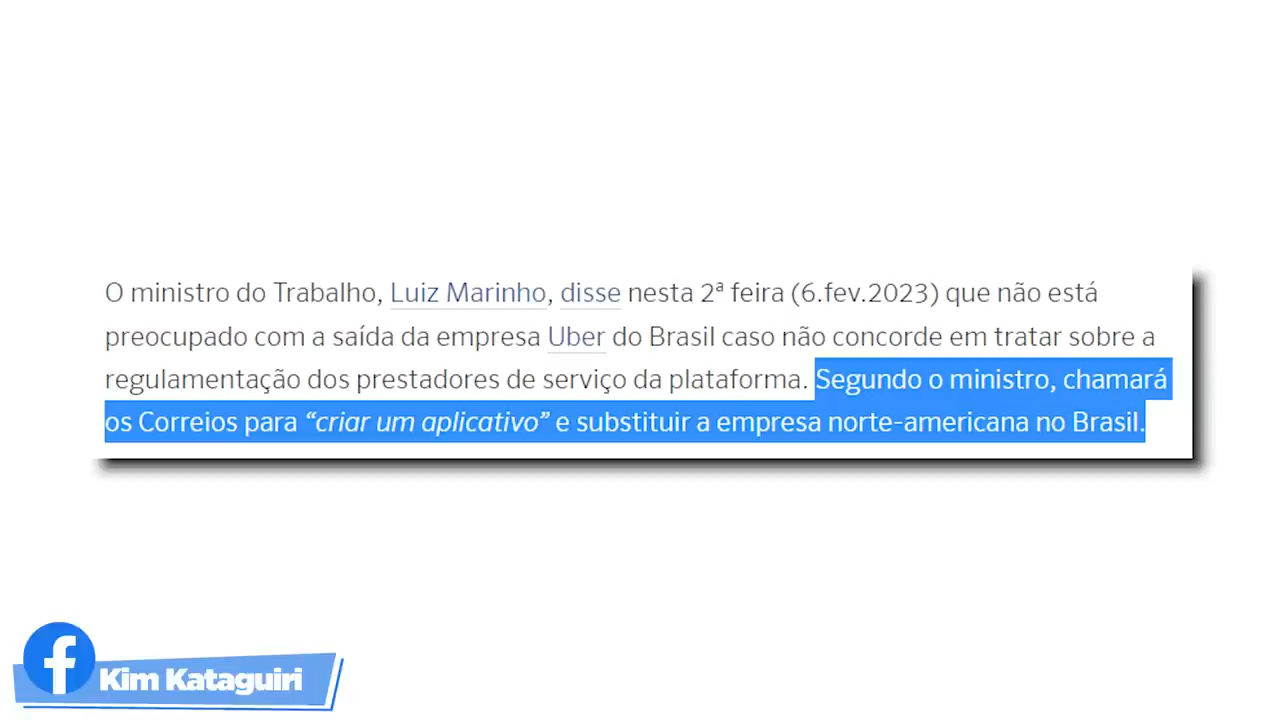 O ministro do Trabalho, Luiz Marinho, disse nesta 2ª feira (6.fev.2023) que não está
preocupado com a saída da empresa Uber do Brasil caso não concorde em tratar sobre a
regulamentação dos prestadores de serviço da plataforma. Segundo o ministro, chamará
os Correios para “criar um aplicativo” e substituir a empresa norte-americana no Brasil.
Kim Kataguiri